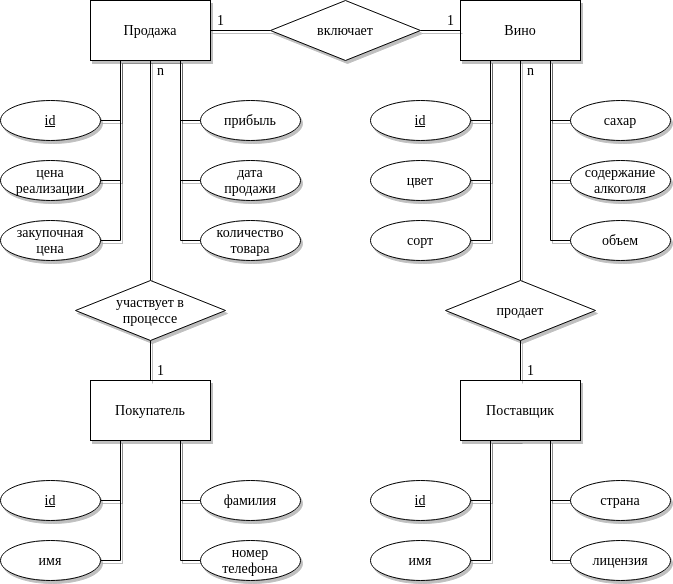 Продажа
1
включает
1
Вино
n
n
id
прибыль
id
сахар
цена
реализации
дата
продажи
цвет
содержание
алкоголя
закупочная
цена
количество
товара
сорт
объем
участвует в
процессе
продает
1
1
Покупатель
Поставщик
id
фамилия
id
страна
имя
номер
телефона
имя
лицензия